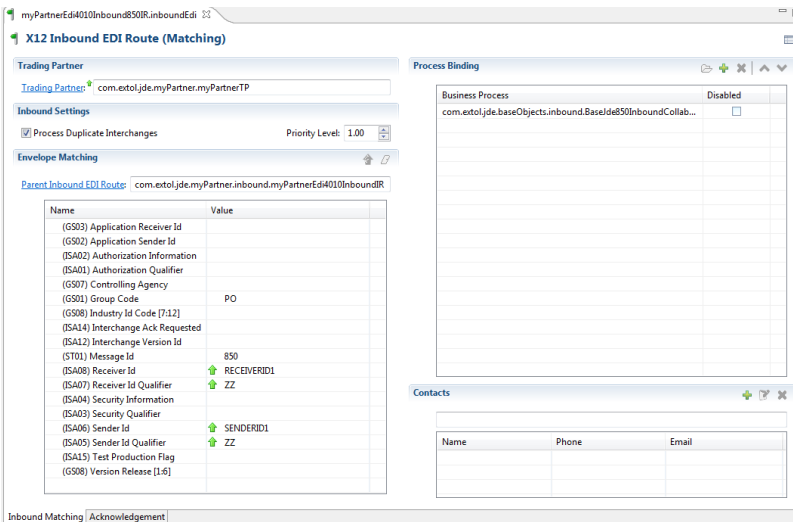 myPartnerEdi4010Inbound850IR.inboundEdi
X12 Inbound EDI Route (Matching)
Trading Partner
Trading Partner: com.extol.jde.myPartner.myPartnerTP
Inbound Settings
Process Duplicate Interchanges Priority Level: 1.00
Envelope Matching
Parent Inbound EDI Route: com.extol.jde.myPartner.inbound.myPartnerEdi4010InboundIR
Name Value
(GS03) Application Receiver Id
(GS02) Application Sender Id
(ISA02) Authorization Information
(ISA01) Authorization Qualifier
(GS07) Controlling Agency
(GS01) Group Code PO
(GS08) Industry Id Code [7:12]
(ISA14) Interchange Ack Requested
(ISA12) Interchange Version Id
(ST01) Message Id 850
(ISA08) Receiver Id RECEIVERID1
(ISA07) Receiver Id Qualifier ZZ
(ISA04) Security Information
(ISA03) Security Qualifier
(ISA06) Sender Id SENDERID1
(ISA05) Sender Id Qualifier ZZ
(ISA15) Test Production Flag
(GS08) Version Release [1:6]
Process Binding
Business Process Disabled
com.extol.jde.baseObjects.inbound.BaseJde850InboundCollab...
Contacts
Name Phone Email
Inbound Matching Acknowledgement